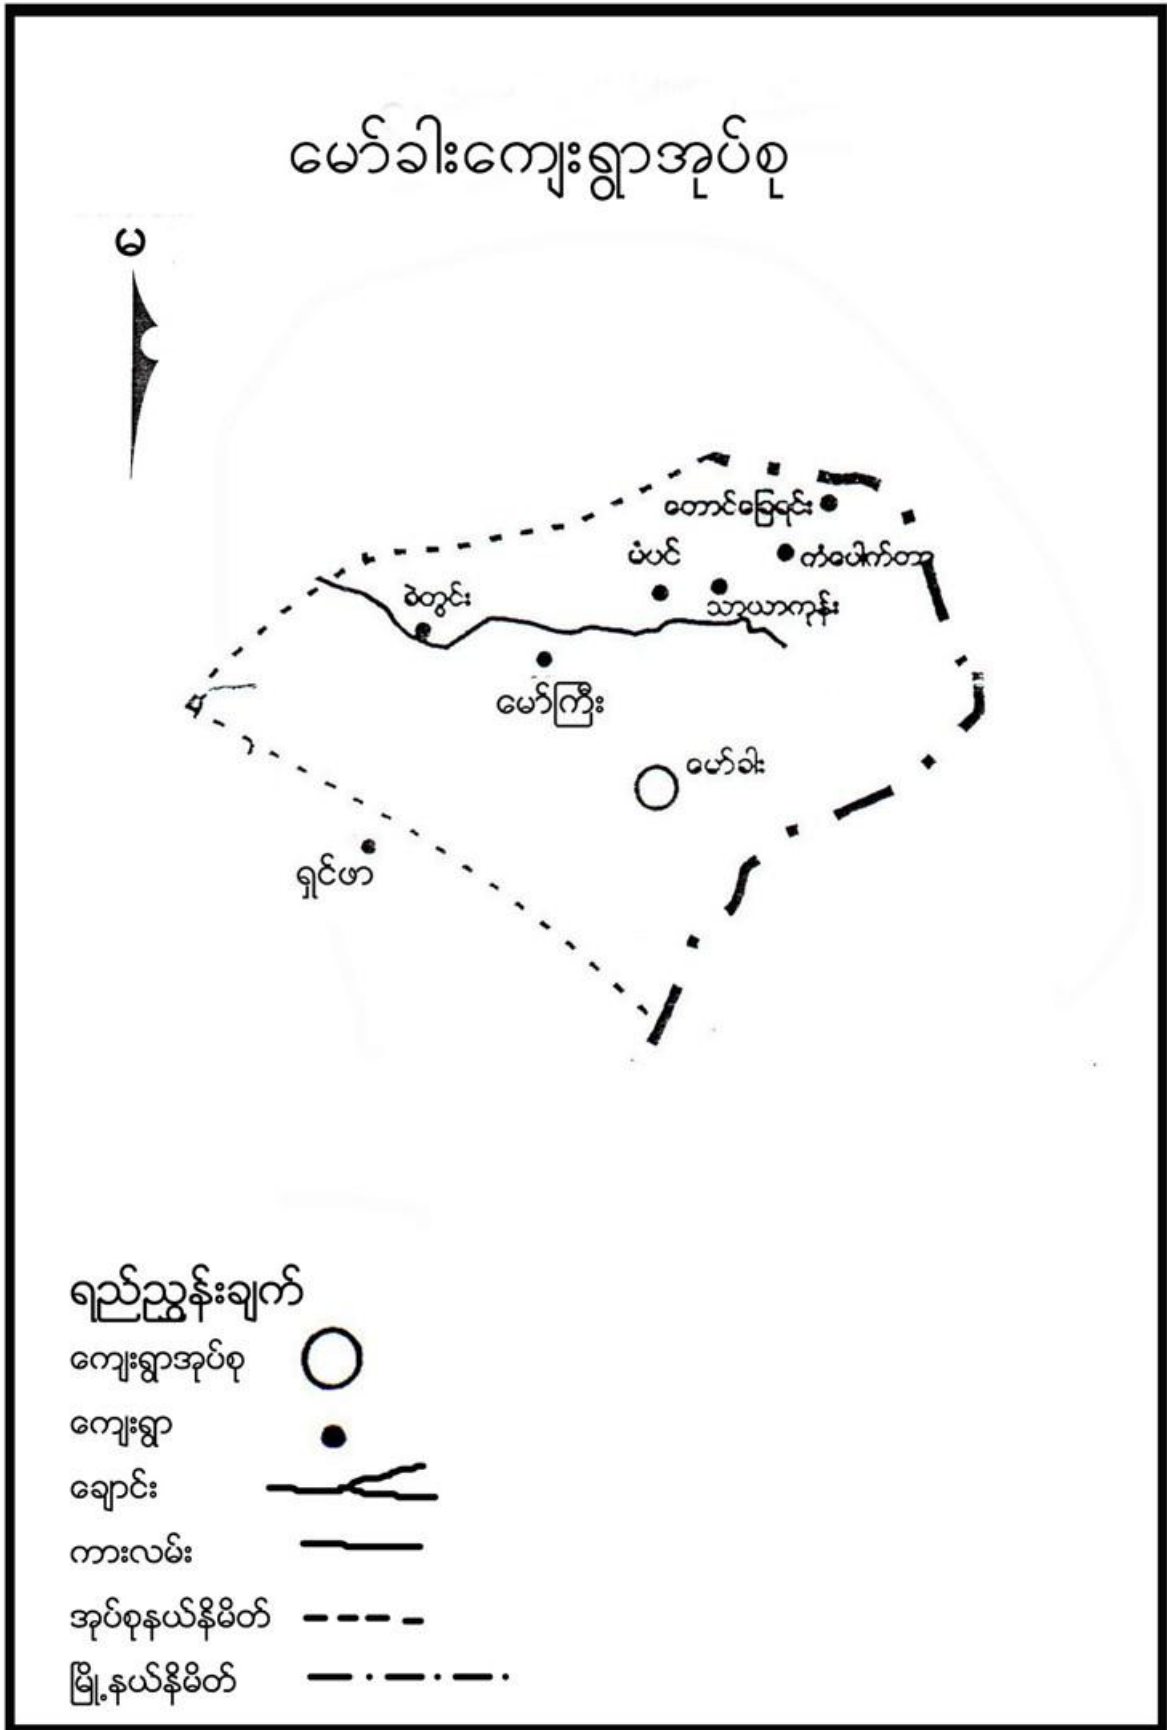 မော်ခါးကျေးရွာအုပ်စု
မ
တောင်ခြေရင်း
မံပင်
ကံပေါက်တာ
ခဲတွင်း
သာယာကုန်း
မော်ကြီး
မော်ခါး
ရှင်ဖာ
ရည်ညွှန်းချက်
ကျေးရွာအုပ်စု
ကျေးရွာ
ချောင်း
ကားလမ်း
အုပ်စုနယ်နိမိတ်
မြို့နယ်နိမိတ်